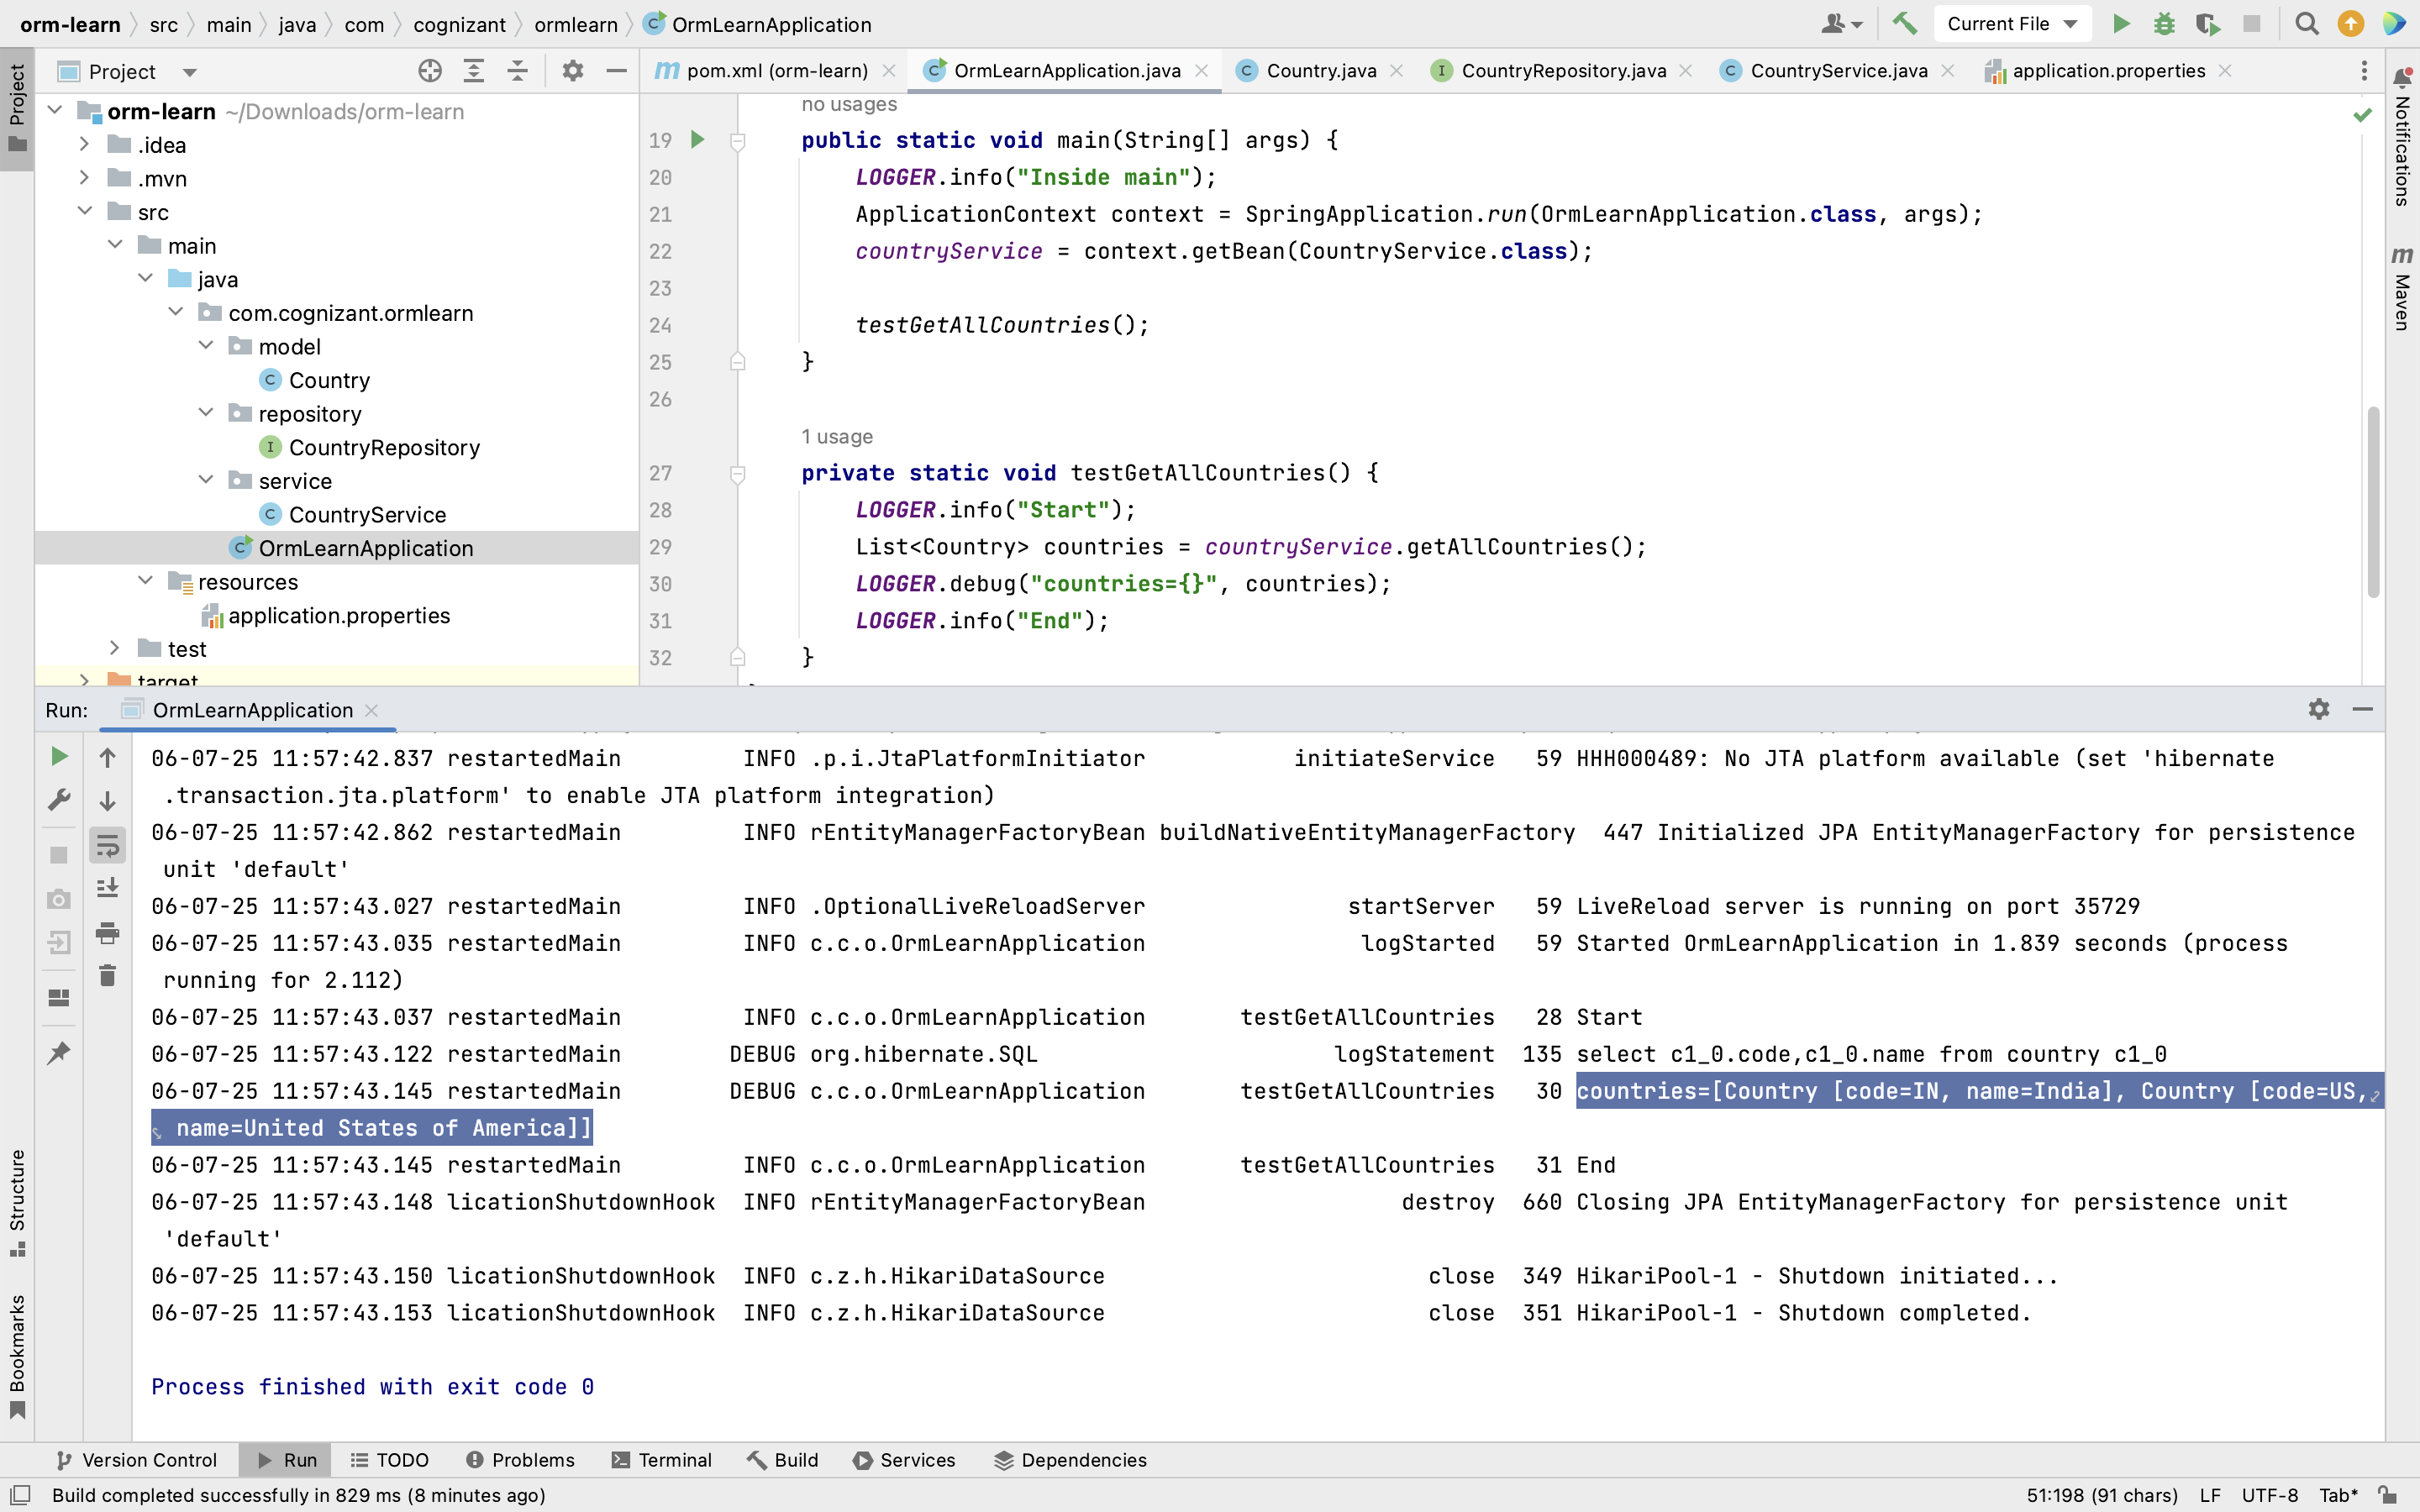 orm-learn src main java com cognizant ormlearn OrmLearnApplication
Current File
Project
Project
pom.xml (orm-learn) OrmLearnApplication.java Country.java CountryRepository.java CountryService.java application.properties
Notifications
Maven
orm-learn ~/Downloads/orm-learn
.idea
.mvn
src
main
java
com.cognizant.ormlearn
model
Country
repository
CountryRepository
service
CountryService
OrmLearnApplication
resources
application.properties
test
target
no usages
19 public static void main(String[] args) {
20 LOGGER.info("Inside main");
21 ApplicationContext context = SpringApplication.run(OrmLearnApplication.class, args);
22 countryService = context.getBean(CountryService.class);
23
24 testGetAllCountries();
25 }
26
1 usage
27 private static void testGetAllCountries() {
28 LOGGER.info("Start");
29 List<Country> countries = countryService.getAllCountries();
30 LOGGER.debug("countries={}", countries);
31 LOGGER.info("End");
32 }
Run: OrmLearnApplication
06-07-25 11:57:42.837 restartedMain INFO .p.i.JtaPlatformInitiator initiateService 59 HHH000489: No JTA platform available (set 'hibernate
.transaction.jta.platform' to enable JTA platform integration)
06-07-25 11:57:42.862 restartedMain INFO rEntityManagerFactoryBean buildNativeEntityManagerFactory 447 Initialized JPA EntityManagerFactory for persistence
unit 'default'
06-07-25 11:57:43.027 restartedMain INFO .OptionalLiveReloadServer startServer 59 LiveReload server is running on port 35729
06-07-25 11:57:43.035 restartedMain INFO c.c.o.OrmLearnApplication logStarted 59 Started OrmLearnApplication in 1.839 seconds (process
running for 2.112)
06-07-25 11:57:43.037 restartedMain INFO c.c.o.OrmLearnApplication testGetAllCountries 28 Start
06-07-25 11:57:43.122 restartedMain DEBUG org.hibernate.SQL logStatement 135 select c1_0.code,c1_0.name from country c1_0
06-07-25 11:57:43.145 restartedMain DEBUG c.c.o.OrmLearnApplication testGetAllCountries 30 countries=[Country [code=IN, name=India], Country [code=US,
name=United States of America]]
06-07-25 11:57:43.145 restartedMain INFO c.c.o.OrmLearnApplication testGetAllCountries 31 End
06-07-25 11:57:43.148 licationShutdownHook INFO rEntityManagerFactoryBean destroy 660 Closing JPA EntityManagerFactory for persistence unit
'default'
06-07-25 11:57:43.150 licationShutdownHook INFO c.z.h.HikariDataSource close 349 HikariPool-1 - Shutdown initiated...
06-07-25 11:57:43.153 licationShutdownHook INFO c.z.h.HikariDataSource close 351 HikariPool-1 - Shutdown completed.
Process finished with exit code 0
Structure
Bookmarks
Version Control Run TODO Problems Terminal Build Services Dependencies
Build completed successfully in 829 ms (8 minutes ago) 51:198 (91 chars) LF UTF-8 Tab*